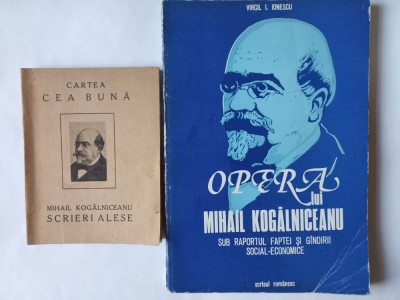 CARTEA
CEA BUNĂ
MIHAIL KOGĂLNICEANU
SCRIERI ALESE
VIRGIL I. IONESCU
OPERA
lui
MIHAIL KOGĂLNICEANU
SUB RAPORTUL FAPTEI ȘI GÎNDIRII
SOCIAL-ECONOMICE
scrisul românesc